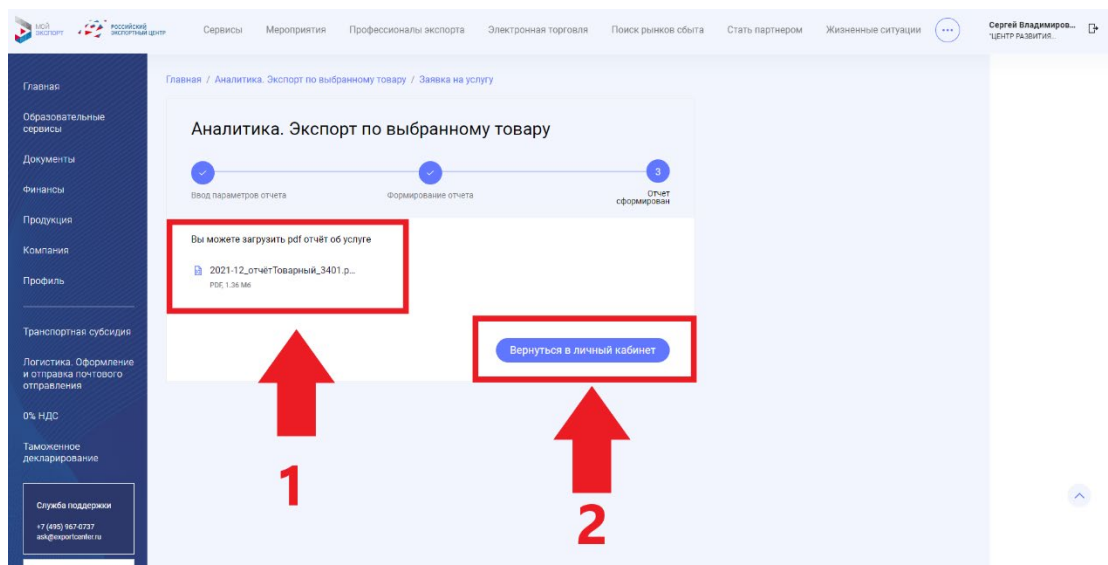 МОЙ
ЭКСПОРТ
РОССИЙСКИЙ
ЭКСПОРТНЫЙ ЦЕНТР
Сервисы
Мероприятия
Профессионалы экспорта
Электронная торговля
Поиск рынков сбыта
Стать партнером
Жизненные ситуации
Сергей Владимиров...
"ЦЕНТР РАЗВИТИЯ...
Главная
Образовательные
сервисы
Документы
Финансы
Продукция
Компания
Профиль
Транспортная субсидия
Логистика. Оформление
и отправка почтового
отправления
0% НДС
Таможенное
декларирование
Служба поддержки
+7 (495) 967-0737
ask@exportcenter.ru
Главная / Аналитика. Экспорт по выбранному товару / Заявка на услугу
Аналитика. Экспорт по выбранному товару
3
Ввод параметров отчета
Формирование отчета
Отчет
сформирован
Вы можете загрузить pdf отчёт об услуге
2021-12_отчётТоварный_3401.p...
PDF, 1.36 Мб
Вернуться в личный кабинет
1
2